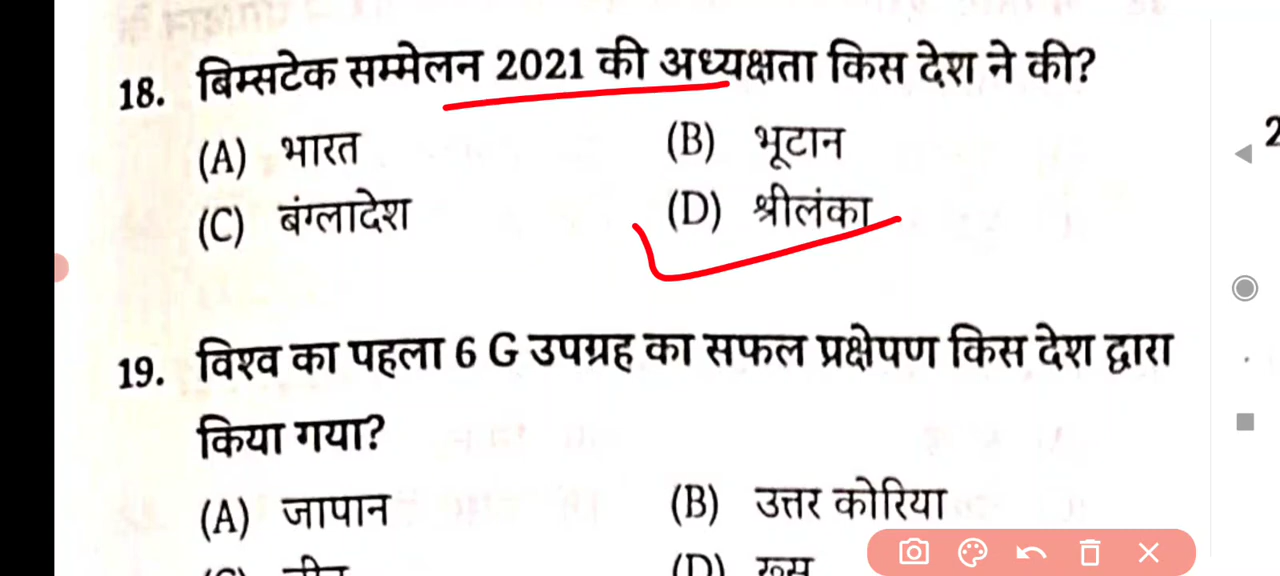 18. बिम्सटेक सम्मेलन 2021 की अध्यक्षता किस देश ने की?
(A) भारत (B) भूटान
(C) बंग्लादेश (D) श्रीलंका
19. विश्व का पहला 6 G उपग्रह का सफल प्रक्षेपण किस देश द्वारा
किया गया?
(A) जापान (B) उत्तर कोरिया
(D) रूस
2